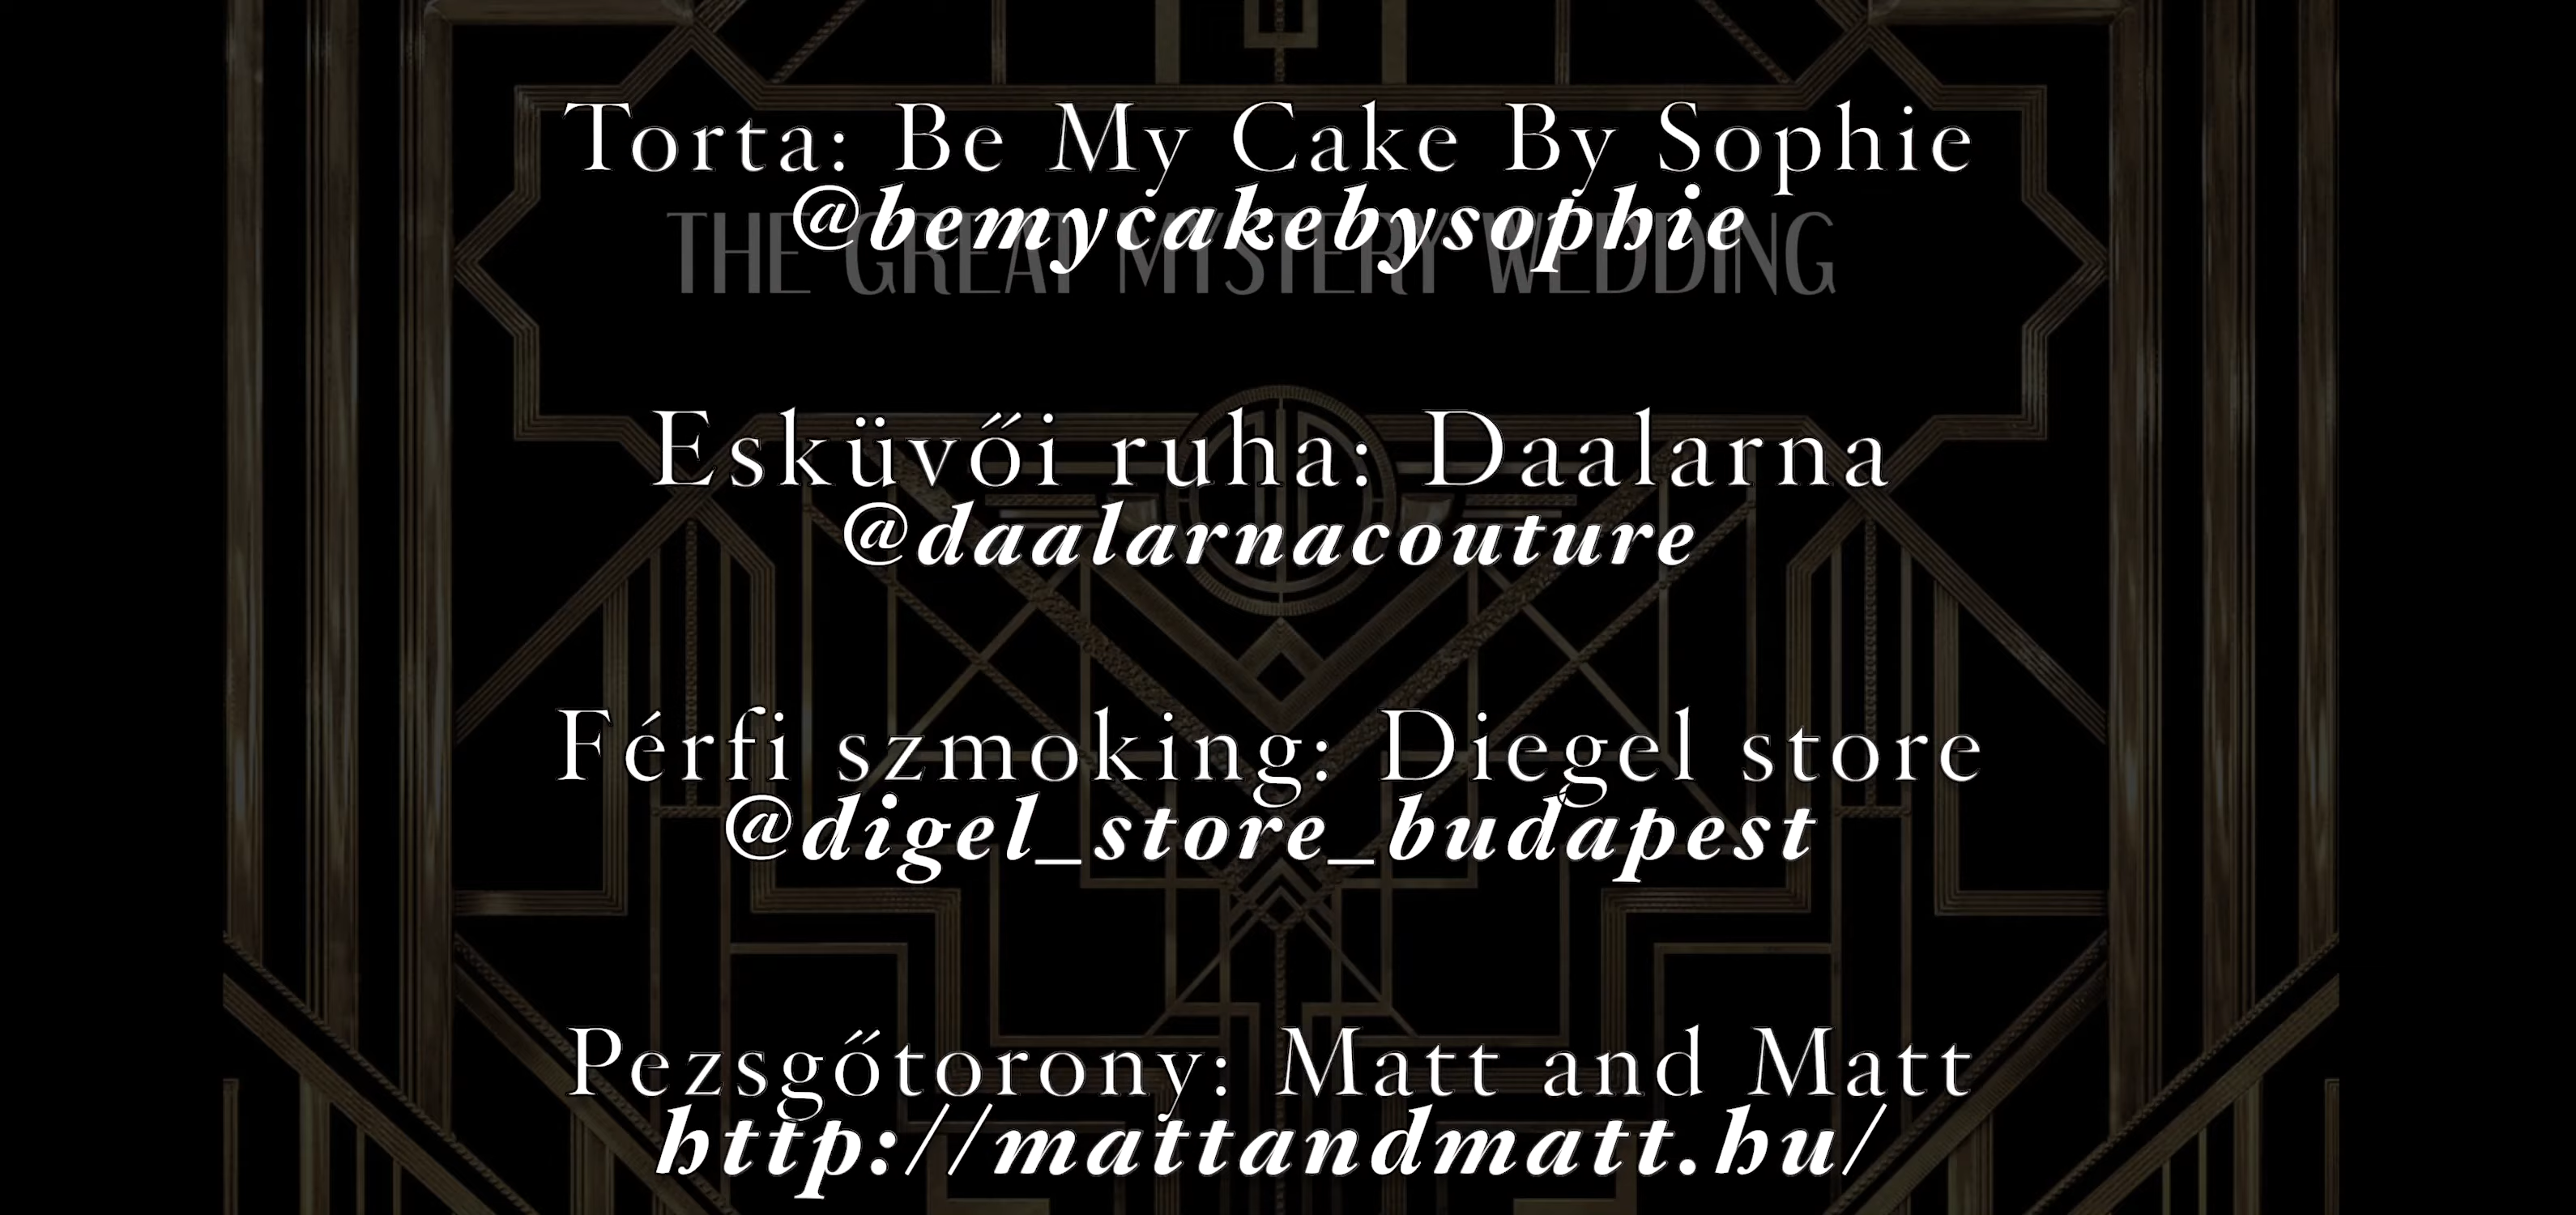 Torta: Be My Cake By Sophie
@bemycakebysophie
THE GREAT MYSTERY WEDDING
Esküvői ruha: Daalarna
@daalarnacouture
Férfi szmoking: Diegel store
@digel_store_budapest
Pezsgőtorony: Matt and Matt
http://mattandmatt.hu/